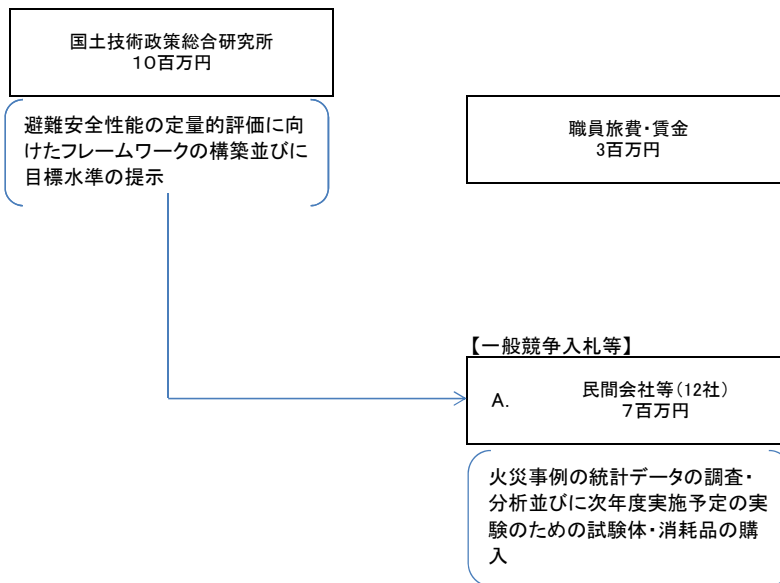 国土技術政策総合研究所
10百万円
避難安全性能の定量的評価に向
けたフレームワークの構築並びに
目標水準の提示
職員旅費・賃金
3百万円
【一般競争入札等】
A. 民間会社等(12社)
7百万円
火災事例の統計データの調査・
分析並びに次年度実施予定の実
験のための試験体・消耗品の購
入